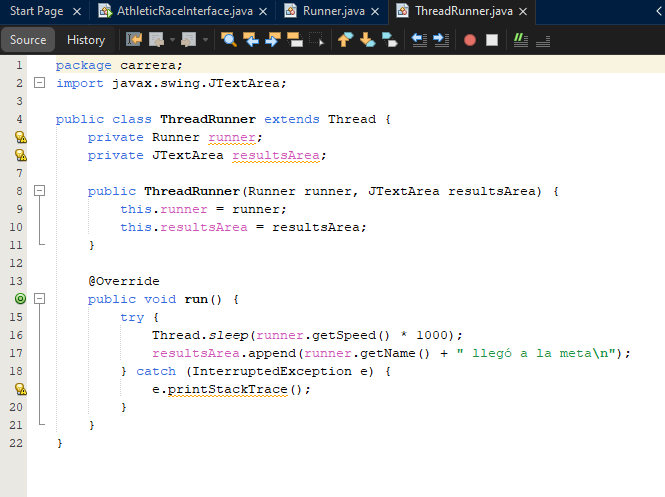 Start Page
AthleticRaceInterface.java
Runner.java
ThreadRunner.java
Source History
1 package carrera;
2 import javax.swing.JTextArea;
3
4 public class ThreadRunner extends Thread {
private Runner runner;
private JTextArea resultsArea;
7
8 public ThreadRunner(Runner runner, JTextArea resultsArea) {
9 this.runner = runner;
10 this.resultsArea = resultsArea;
11 }
12
13 @Override
public void run() {
15 try {
16 Thread.sleep(runner.getSpeed() * 1000);
17 resultsArea.append(runner.getName() + " llegó a la meta\n");
18 } catch (InterruptedException e) {
e.printStackTrace();
20 }
21 }
22 }